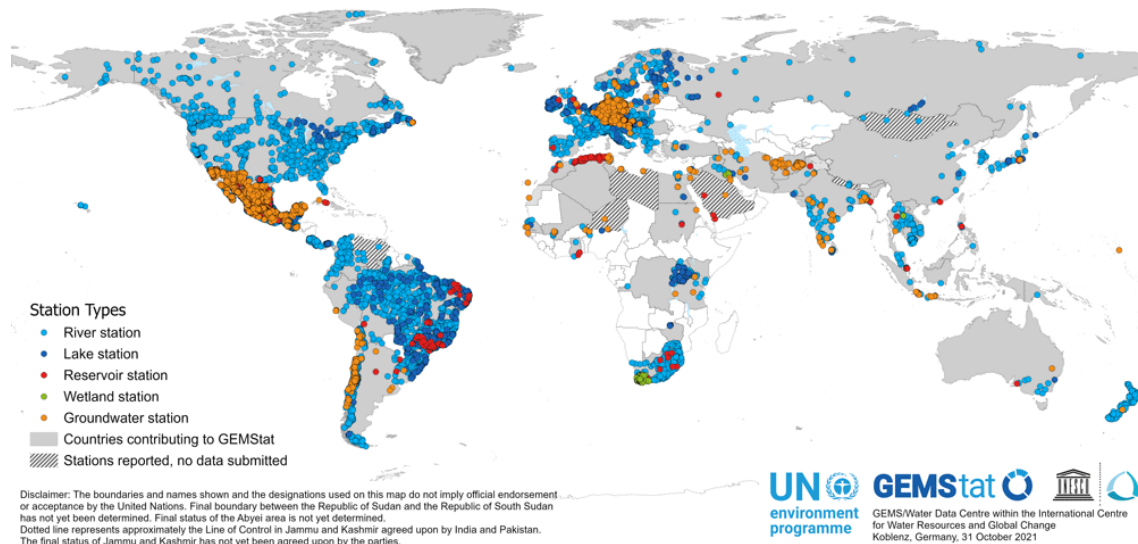 Station Types
River station
Lake station
Reservoir station
Wetland station
Groundwater station
Countries contributing to GEMStat
Stations reported, no data submitted
Disclaimer: The boundaries and names shown and the designations used on this map do not imply official endorsement
or acceptance by the United Nations. Final boundary between the Republic of Sudan and the Republic of South Sudan
has not yet been determined. Final status of the Abyei area is not yet determined.
Dotted line represents approximately the Line of Control in Jammu and Kashmir agreed upon by India and Pakistan.
The final status of Jammu and Kashmir has not yet been agreed upon by the parties.
UN
environment
programme
GEMStat
GEMS/Water Data Centre within the International Centre
for Water Resources and Global Change
Koblenz, Germany, 31 October 2021